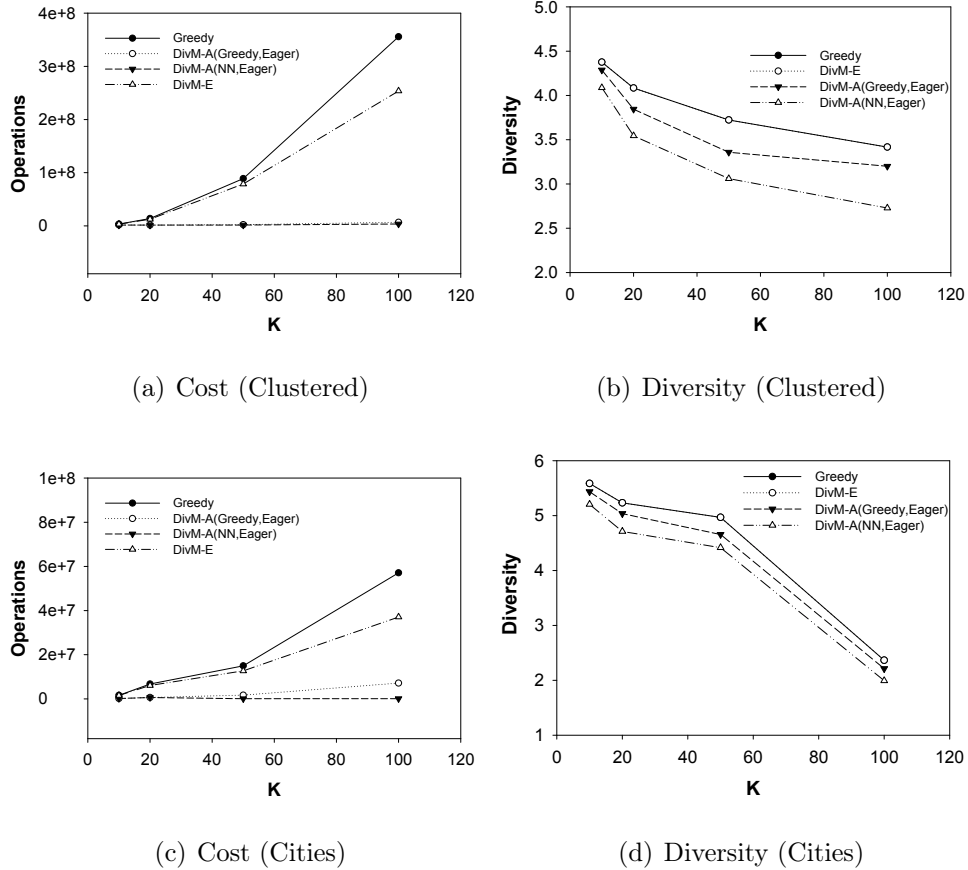 4e+8
3e+8
2e+8
1e+8
0
Operations
Greedy
DivM-A(Greedy,Eager)
DivM-A(NN,Eager)
DivM-E
0 20 40 60 80 100 120
K
(a) Cost (Clustered)
5.0
4.5
4.0
3.5
3.0
2.5
2.0
Diversity
Greedy
DivM-E
DivM-A(Greedy,Eager)
DivM-A(NN,Eager)
0 20 40 60 80 100 120
K
(b) Diversity (Clustered)
1e+8
8e+7
6e+7
4e+7
2e+7
0
Operations
Greedy
DivM-A(Greedy,Eager)
DivM-A(NN,Eager)
DivM-E
0 20 40 60 80 100 120
K
(c) Cost (Cities)
6
5
4
3
2
1
Diversity
Greedy
DivM-E
DivM-A(Greedy,Eager)
DivM-A(NN,Eager)
0 20 40 60 80 100 120
K
(d) Diversity (Cities)